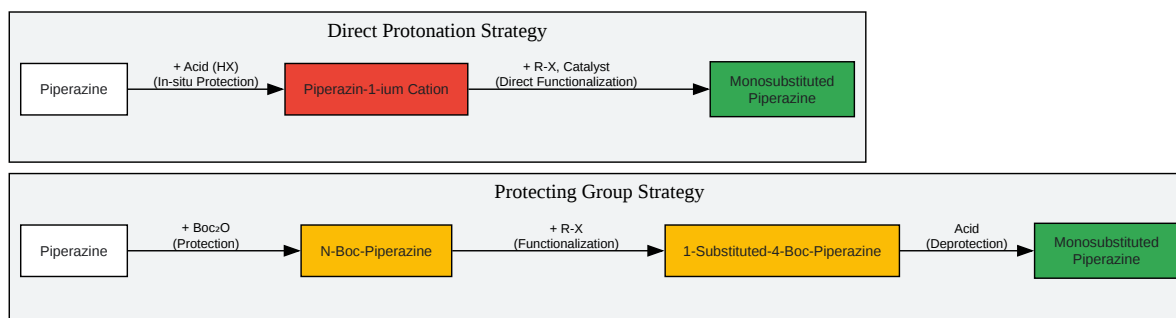 Direct Protonation Strategy
Piperazine
+ Acid (HX)
(In-situ Protection)
Piperazin-1-ium Cation
+ R-X, Catalyst
(Direct Functionalization)
Monosubstituted
Piperazine
Protecting Group Strategy
Piperazine
+ Boc₂O
(Protection)
N-Boc-Piperazine
+ R-X
(Functionalization)
1-Substituted-4-Boc-Piperazine
Acid
(Deprotection)
Monosubstituted
Piperazine